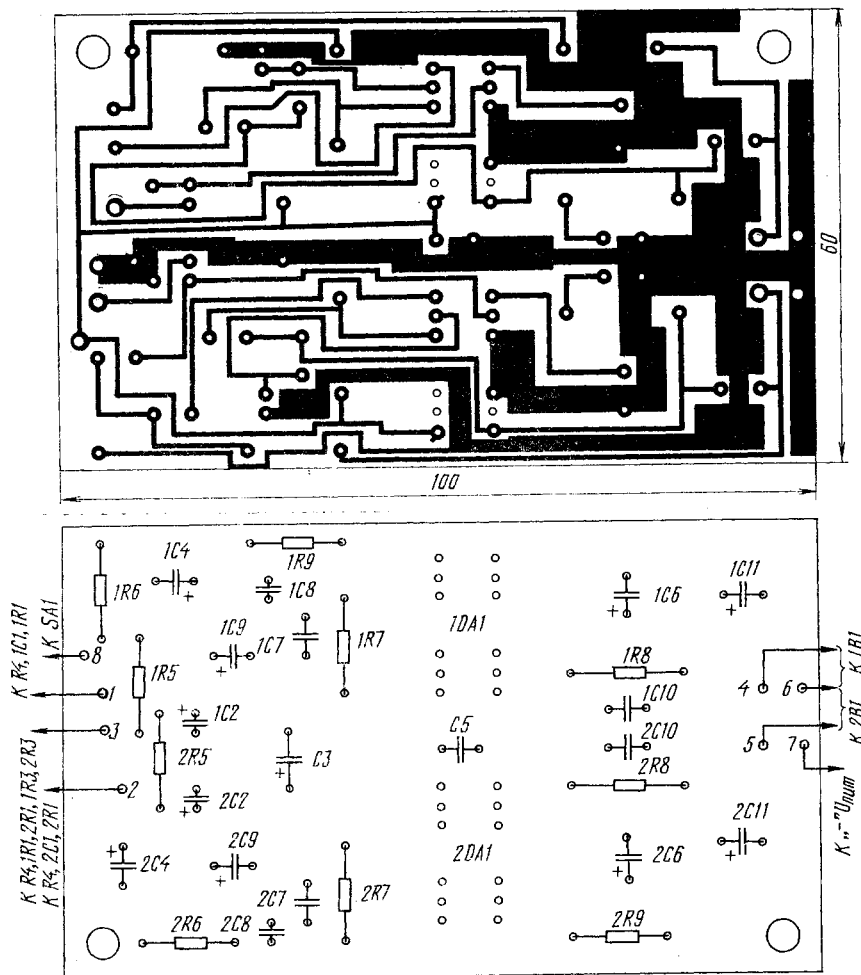 60
100
1C4
1R9
1R6
1C8
1C6
1C11
К SA1
8
1C9
1C7
1R7
1DA1
К R4, 1C1, 1R1
1
1R5
1R8
К 1B1
4
6
3
1C2
1C10
2R5
C3
C5
2C10
К 2B1
5
7
2
2C2
2R8
К R4, 1R1, 2R1, 1R3, 2R3
К R4, 2C1, 2R1
2C4
2C9
2DA1
2C6
2C11
К „-"Uпит
2C7
2R7
2R6
2C8
2R9